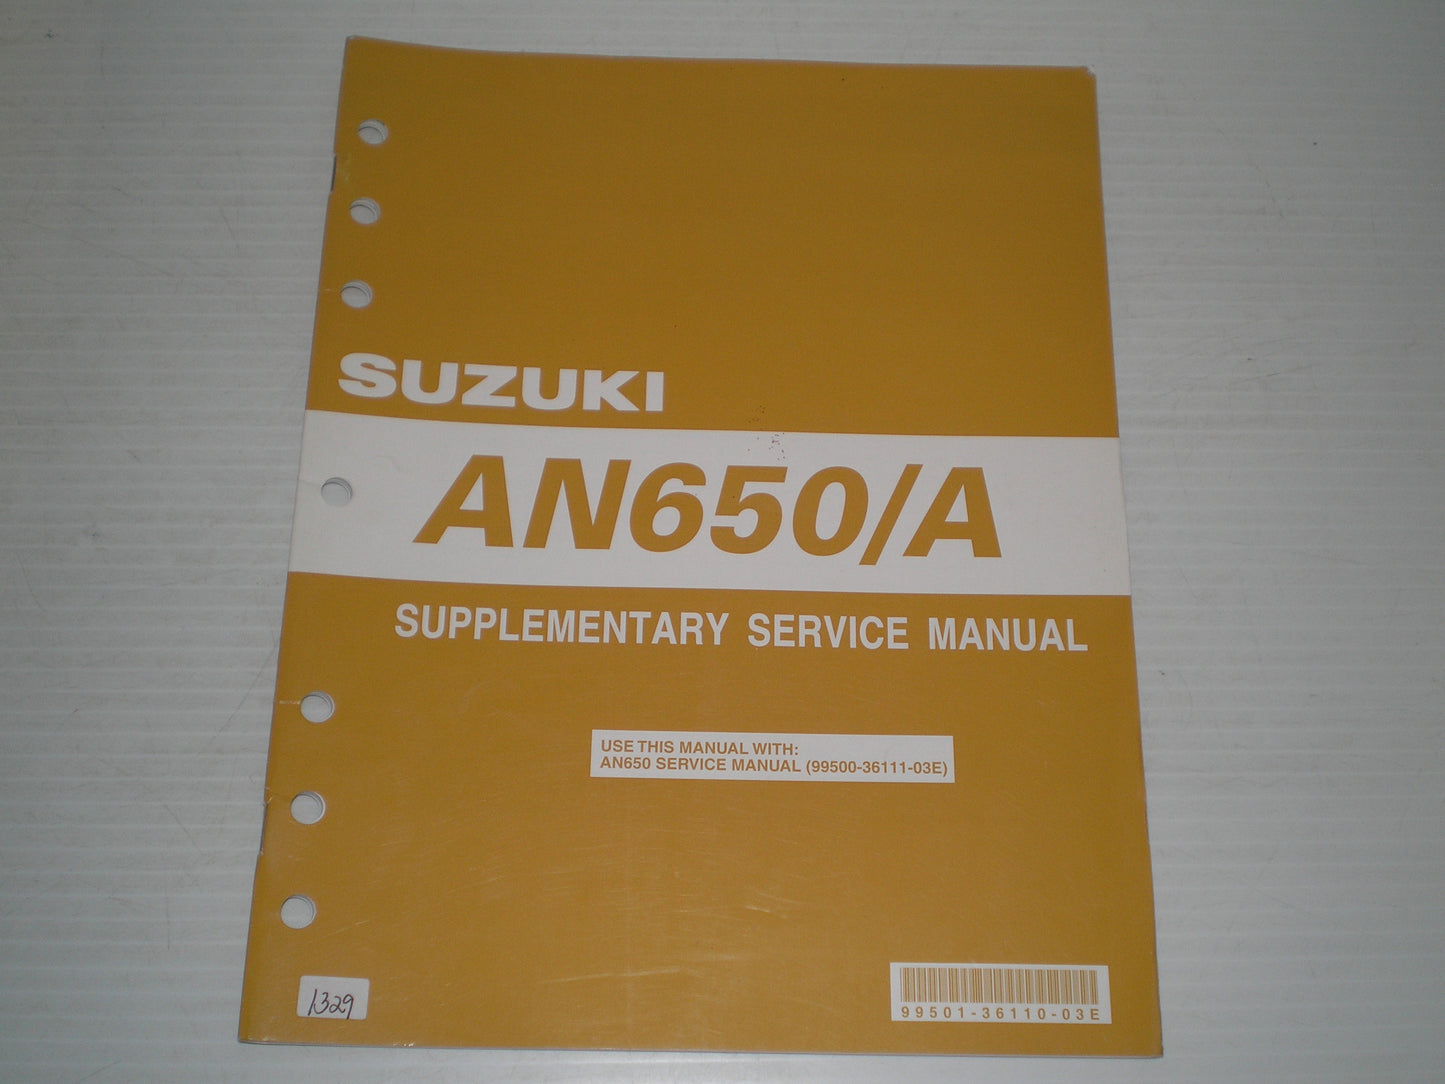 SUZUKI
AN650/A
SUPPLEMENTARY SERVICE MANUAL
USE THIS MANUAL WITH:
AN650 SERVICE MANUAL (99500-36111-03E)
1329
99501-36110-03E